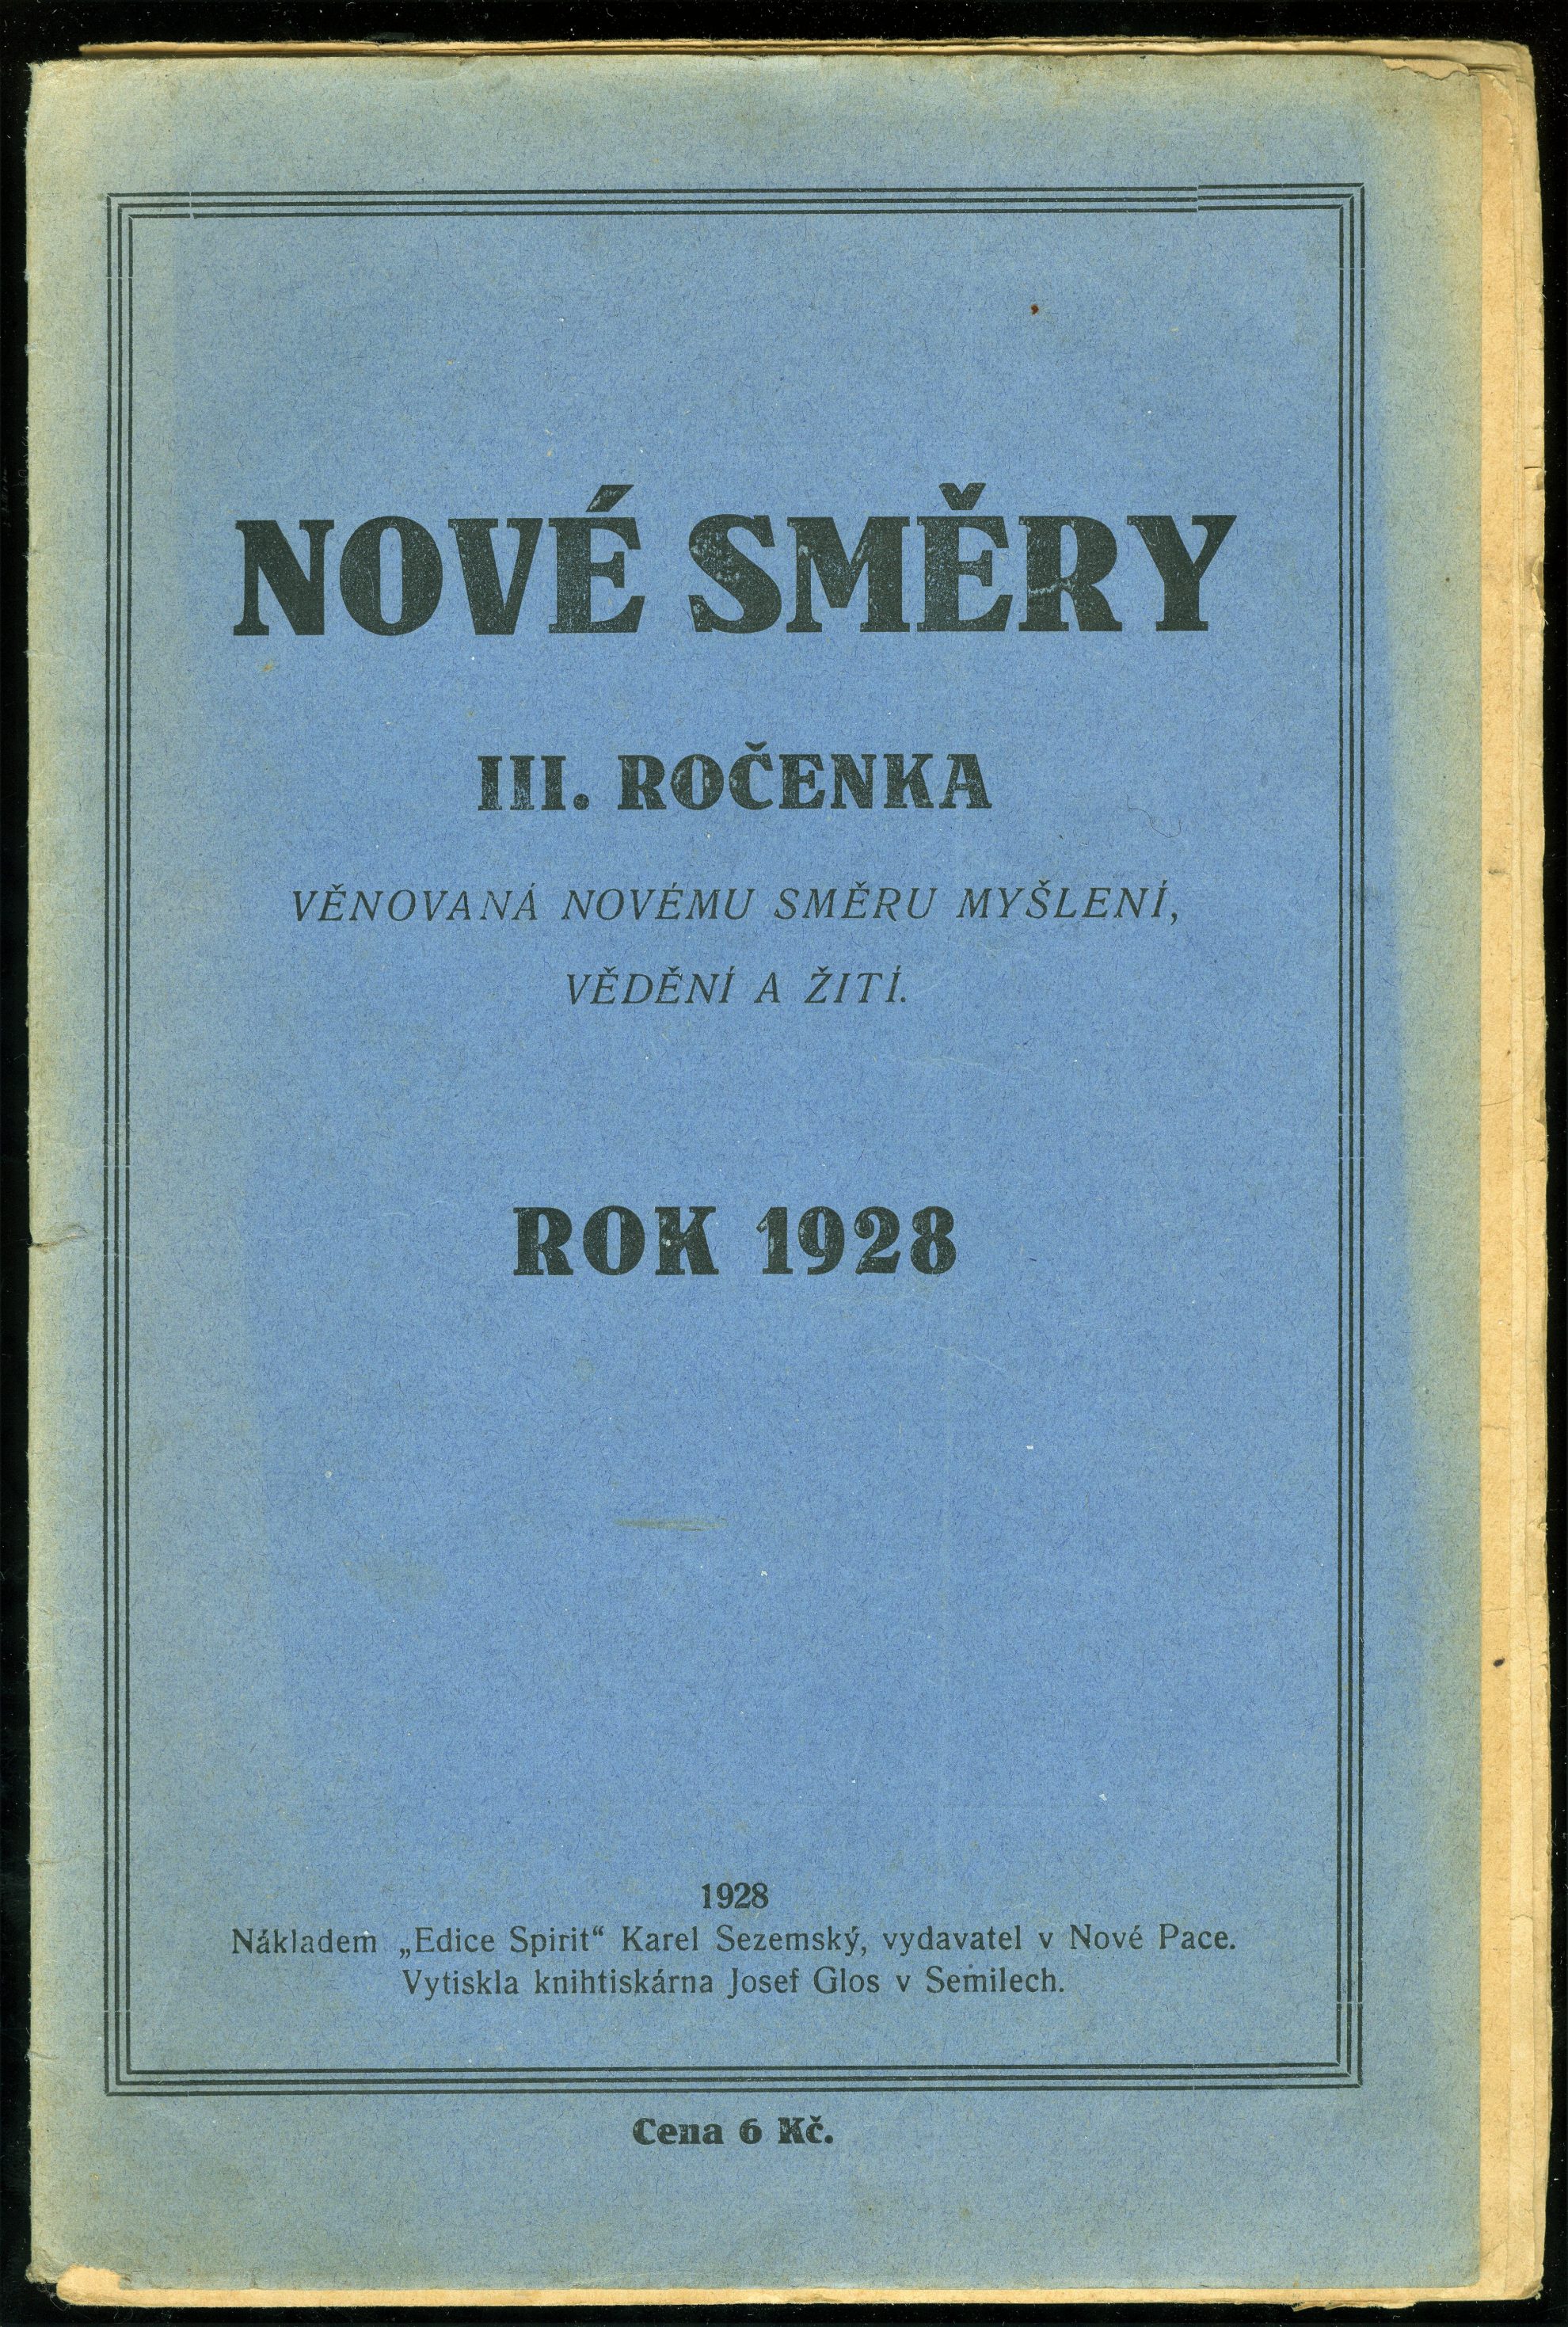 NOVÉ SMĚRY
III. ROČENKA
VĚNOVANÁ NOVÉMU SMĚRU MYŠLENÍ,
VĚDĚNÍ A ŽITÍ.
ROK 1928
1928
Nákladem „Edice Spirit“ Karel Sezemský, vydavatel v Nové Pace.
Vytiskla knihtiskárna Josef Glos v Semilech.
Cena 6 Kč.